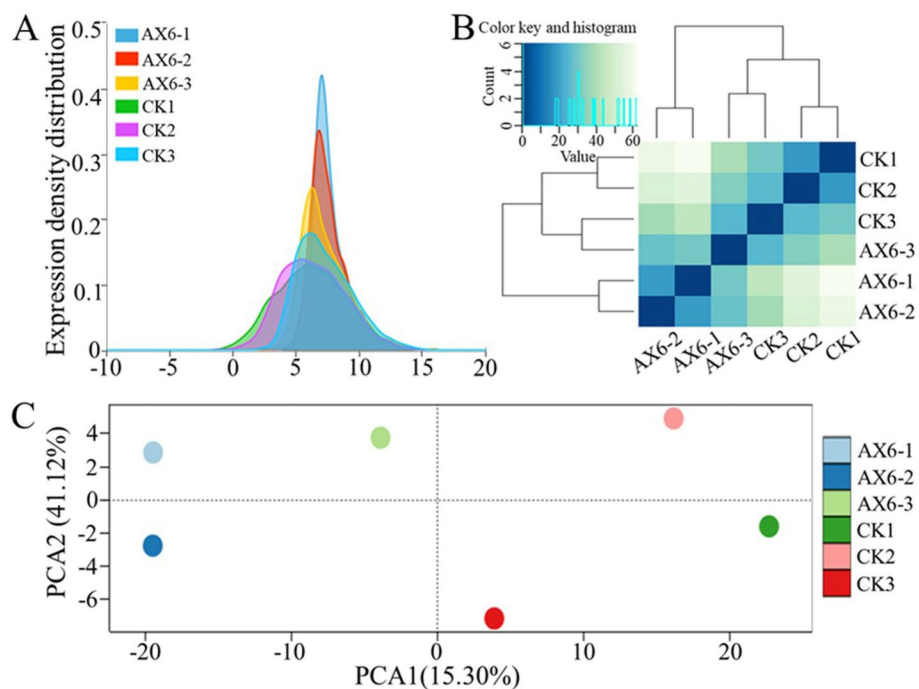 A
Expression density distribution
0.5
0.4
0.3
0.2
0.1
0
-10
-5
0
5
10
15
20
AX6-1
AX6-2
AX6-3
CK1
CK2
CK3
B
Color key and histogram
Count
6
4
2
0
0
20
40
60
Value
CK1
CK2
CK3
AX6-3
AX6-1
AX6-2
AX6-2
AX6-1
AX6-3
CK3
CK2
CK1
C
PCA2 (41.12%)
4
2
0
-2
-4
-6
-20
-10
0
10
20
PCA1(15.30%)
AX6-1
AX6-2
AX6-3
CK1
CK2
CK3